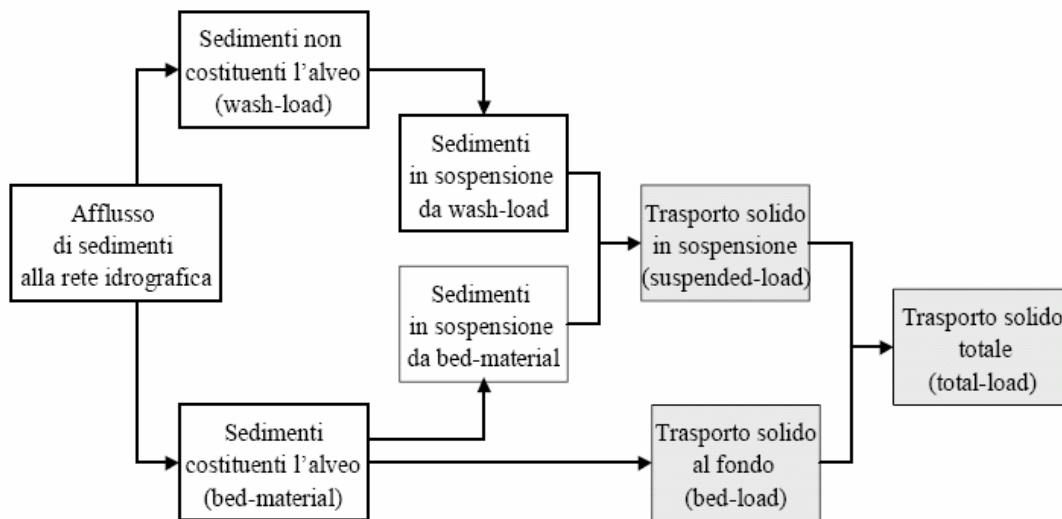 Sedimenti non
costituenti l'alveo
(wash-load)
Sedimenti
in sospensione
da wash-load
Afflusso
di sedimenti
alla rete idrografica
Trasporto solido
in sospensione
(suspended-load)
Sedimenti
in sospensione
da bed-material
Trasporto solido
totale
(total-load)
Sedimenti
costituenti l'alveo
(bed-material)
Trasporto solido
al fondo
(bed-load)